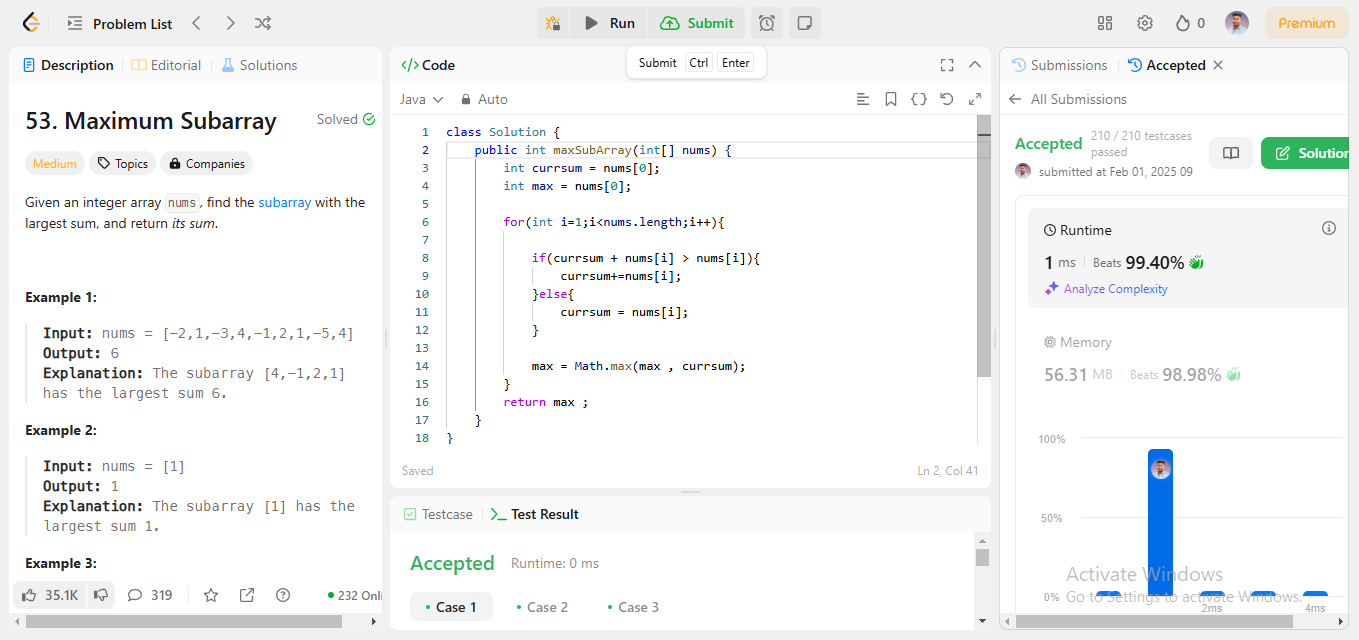 Problem List
Run
Submit
0
Premium
Submit Ctrl Enter
Description
Editorial
Solutions
53. Maximum Subarray
Solved
Medium
Topics
Companies
Given an integer array nums, find the subarray with the
largest sum, and return its sum.
Example 1:
Input: nums = [-2,1,-3,4,-1,2,1,-5,4]
Output: 6
Explanation: The subarray [4,-1,2,1]
has the largest sum 6.
Example 2:
Input: nums = [1]
Output: 1
Explanation: The subarray [1] has the
largest sum 1.
Example 3:
35.1K
319
232 Onli
</> Code
Java
Auto
1 class Solution {
2 public int maxSubArray(int[] nums) {
3 int currsum = nums[0];
4 int max = nums[0];
5
6 for(int i=1;i<nums.length;i++){
7
8 if(currsum + nums[i] > nums[i]){
9 currsum+=nums[i];
10 }else{
11 currsum = nums[i];
12 }
13
14 max = Math.max(max , currsum);
15 }
16 return max ;
17 }
18 }
Saved
Ln 2, Col 41
Testcase
Test Result
Accepted
Runtime: 0 ms
Case 1
Case 2
Case 3
Submissions
Accepted
All Submissions
Accepted
210 / 210 testcases
passed
submitted at Feb 01, 2025 09
Solution
Runtime
1 ms
Beats 99.40%
Analyze Complexity
Memory
56.31 MB
Beats 98.98%
100%
50%
0%
2ms
4ms
Activate Windows
Go to Settings to activate Windows.